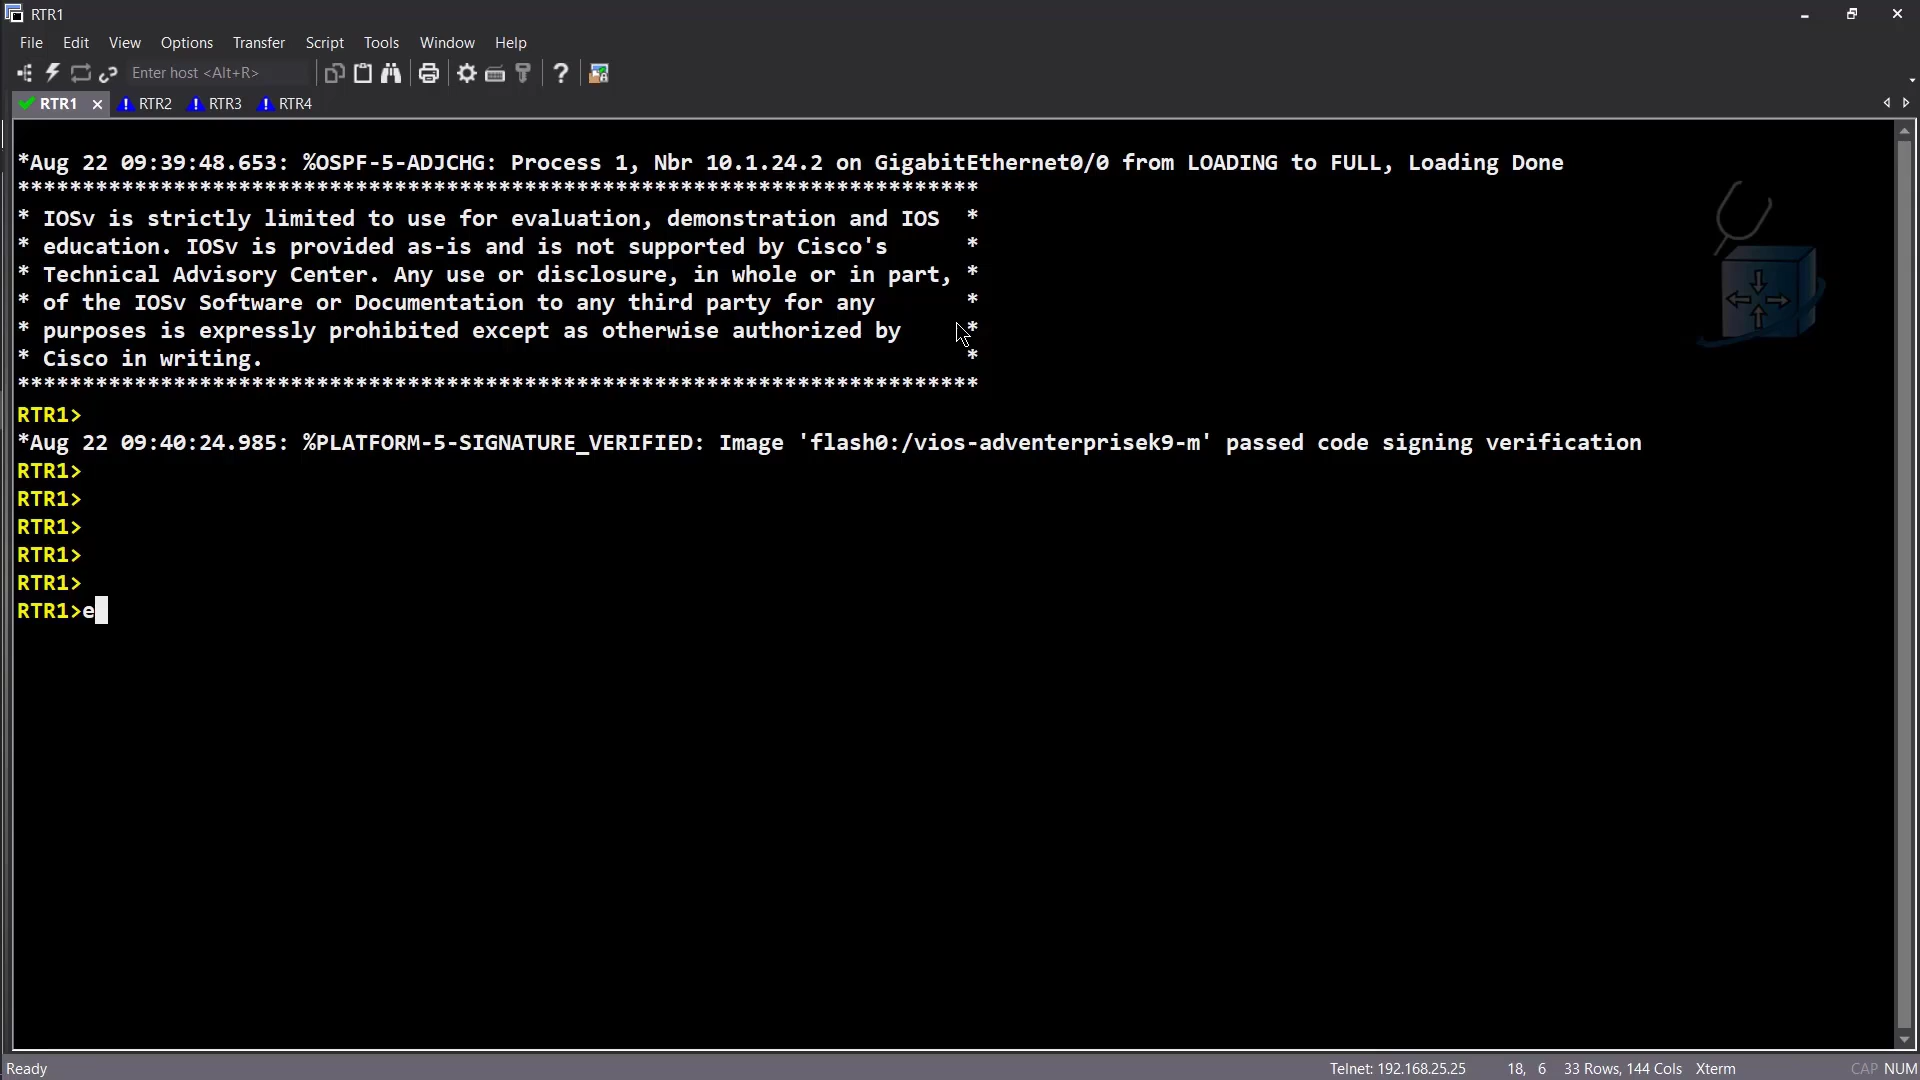 RTR1
File Edit View Options Transfer Script Tools Window Help
Enter host <Alt+R>
RTR1 RTR2 RTR3 RTR4
*Aug 22 09:39:48.653: %OSPF-5-ADJCHG: Process 1, Nbr 10.1.24.2 on GigabitEthernet0/0 from LOADING to FULL, Loading Done
**************************************************************************
* IOSv is strictly limited to use for evaluation, demonstration and IOS  *
* education. IOSv is provided as-is and is not supported by Cisco's      *
* Technical Advisory Center. Any use or disclosure, in whole or in part, *
* of the IOSv Software or Documentation to any third party for any       *
* purposes is expressly prohibited except as otherwise authorized by     *
* Cisco in writing.                                                      *
**************************************************************************
RTR1>
*Aug 22 09:40:24.985: %PLATFORM-5-SIGNATURE_VERIFIED: Image 'flash0:/vios-adventerprisek9-m' passed code signing verification
RTR1>
RTR1>
RTR1>
RTR1>
RTR1>
RTR1>e
Ready Telnet: 192.168.25.25 18, 6 33 Rows, 144 Cols Xterm CAP NUM